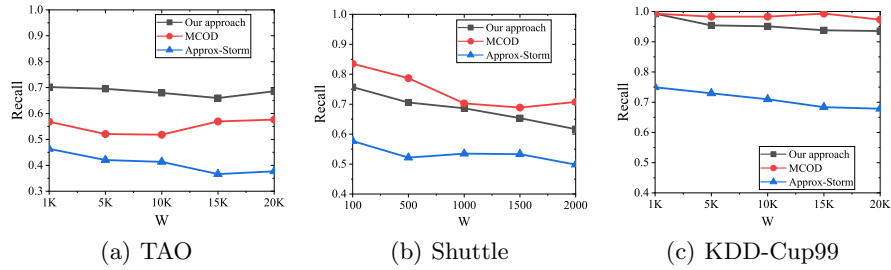 1.0
0.9
0.8
0.7
0.6
0.5
0.4
0.3
Recall
Our approach
MCOD
Approx-Storm
1K 5K 10K 15K 20K
W
(a) TAO
1.0
0.9
0.8
0.7
0.6
0.5
0.4
Recall
Our approach
MCOD
Approx-Storm
100 500 1000 1500 2000
W
(b) Shuttle
1.0
0.9
0.8
0.7
0.6
0.5
0.4
Recall
Our approach
MCOD
Approx-Storm
1K 5K 10K 15K 20K
W
(c) KDD-Cup99